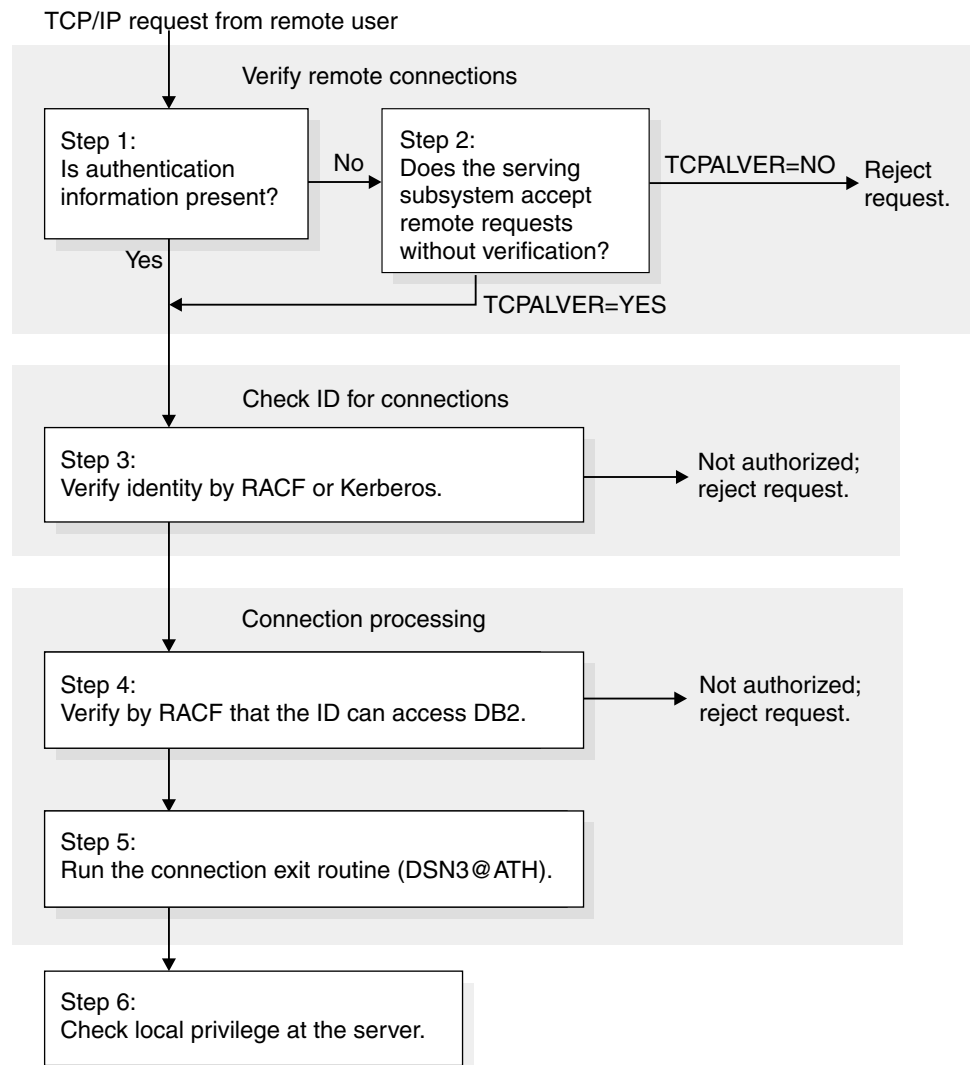 TCP/IP request from remote user
Verify remote connections
Step 1:
Is authentication
information present?
No
Step 2:
Does the serving
subsystem accept
remote requests
without verification?
TCPALVER=NO
Reject
request.
Yes
TCPALVER=YES
Check ID for connections
Step 3:
Verify identity by RACF or Kerberos.
Not authorized;
reject request.
Connection processing
Step 4:
Verify by RACF that the ID can access DB2.
Not authorized;
reject request.
Step 5:
Run the connection exit routine (DSN3@ATH).
Step 6:
Check local privilege at the server.